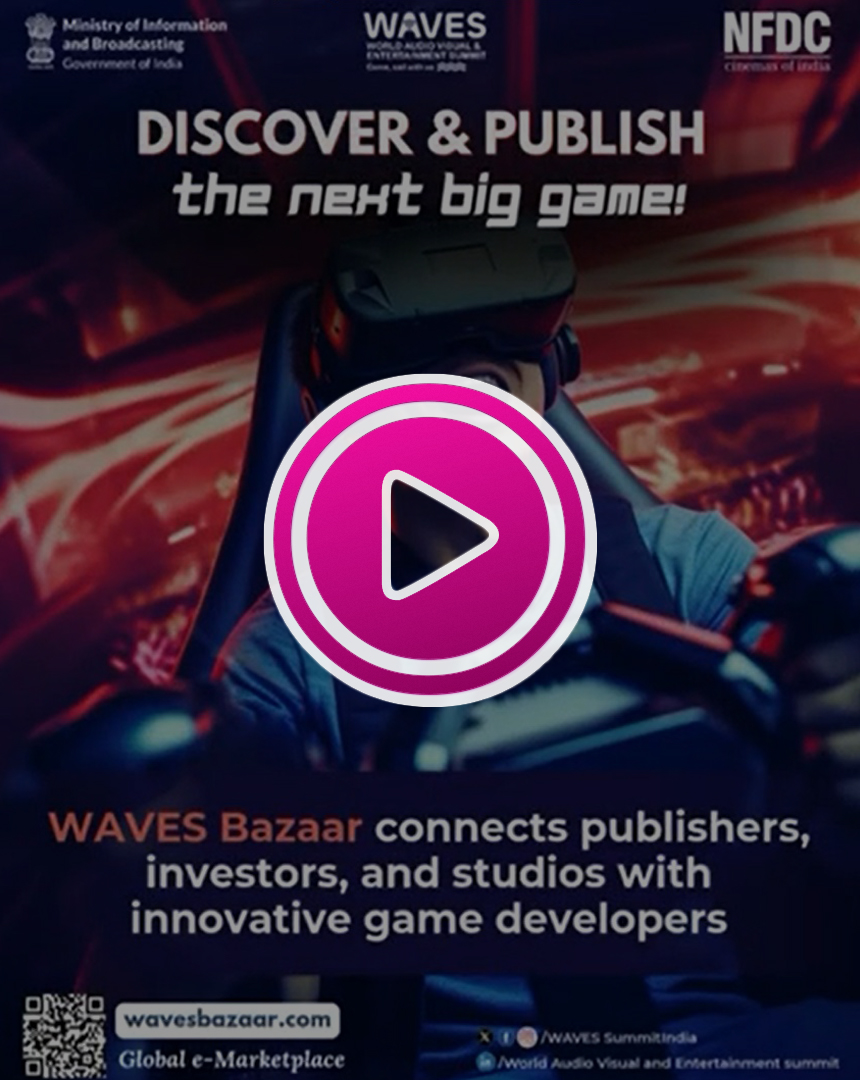 Ministry of Information
and Broadcasting
Government of India
WAVES
WORLD AUDIO VISUAL &
ENTERTAINMENT SUMMIT
NFDC
cinemas of india
DISCOVER & PUBLISH
the next big game!
WAVES Bazaar connects publishers,
investors, and studios with
innovative game developers
wavesbazaar.com
Global e-Marketplace
/WAVES SummitIndia
/World Audio Visual and Entertainment summit